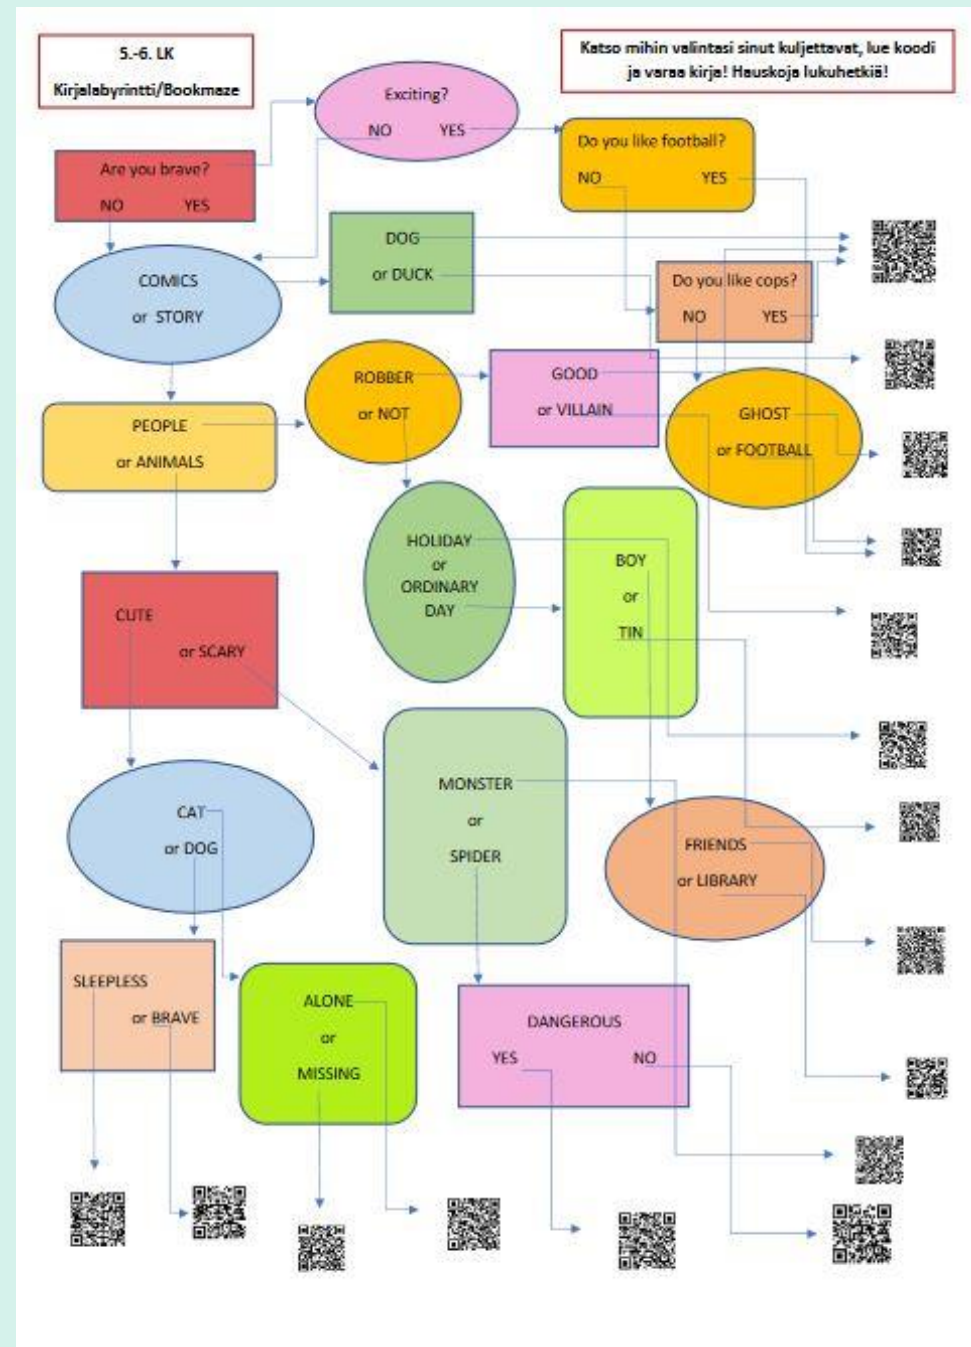 5.-6. LK
Kirjalabyrintti/Bookmaze
Katso mihin valintasi sinut kuljettavat, lue koodi
ja varaa kirja! Hauskoja lukuhetkiä!
Exciting?
NO YES
Are you brave?
NO YES
Do you like football?
NO YES
DOG
or DUCK
COMICS
or STORY
Do you like cops?
NO YES
ROBBER
or NOT
GOOD
or VILLAIN
GHOST
or FOOTBALL
PEOPLE
or ANIMALS
HOLIDAY
or
ORDINARY
DAY
BOY
or
TIN
CUTE
or SCARY
MONSTER
or
SPIDER
CAT
or DOG
FRIENDS
or LIBRARY
SLEEPLESS
or BRAVE
ALONE
or
MISSING
DANGEROUS
YES NO